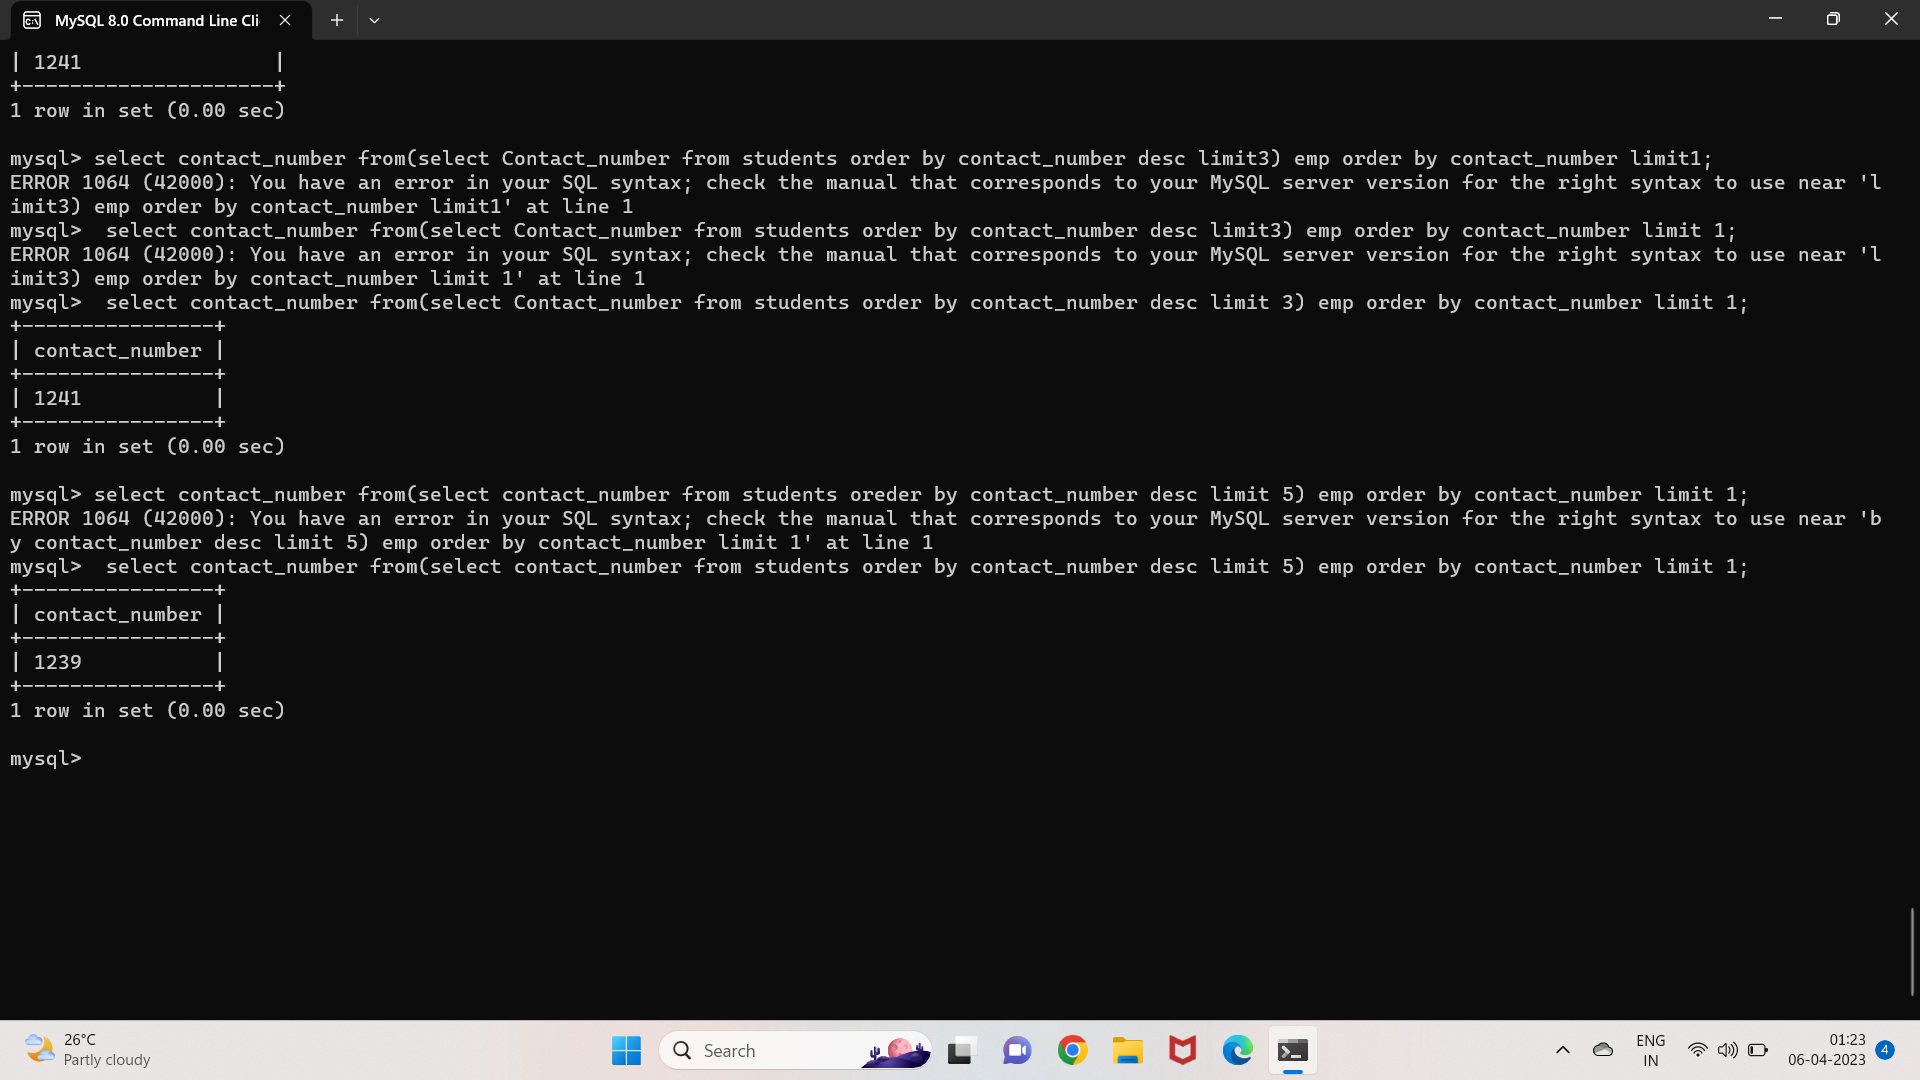 MySQL 8.0 Command Line Cli
| 1241                |
+---------------------+
1 row in set (0.00 sec)
mysql> select contact_number from(select Contact_number from students order by contact_number desc limit3) emp order by contact_number limit1;
ERROR 1064 (42000): You have an error in your SQL syntax; check the manual that corresponds to your MySQL server version for the right syntax to use near 'l
imit3) emp order by contact_number limit1' at line 1
mysql>  select contact_number from(select Contact_number from students order by contact_number desc limit3) emp order by contact_number limit 1;
ERROR 1064 (42000): You have an error in your SQL syntax; check the manual that corresponds to your MySQL server version for the right syntax to use near 'l
imit3) emp order by contact_number limit 1' at line 1
mysql>  select contact_number from(select Contact_number from students order by contact_number desc limit 3) emp order by contact_number limit 1;
+----------------+
| contact_number |
+----------------+
| 1241           |
+----------------+
1 row in set (0.00 sec)
mysql> select contact_number from(select contact_number from students oreder by contact_number desc limit 5) emp order by contact_number limit 1;
ERROR 1064 (42000): You have an error in your SQL syntax; check the manual that corresponds to your MySQL server version for the right syntax to use near 'b
y contact_number desc limit 5) emp order by contact_number limit 1' at line 1
mysql>  select contact_number from(select contact_number from students order by contact_number desc limit 5) emp order by contact_number limit 1;
+----------------+
| contact_number |
+----------------+
| 1239           |
+----------------+
1 row in set (0.00 sec)
mysql>
26°C
Partly cloudy
Search
ENG
IN
01:23
06-04-2023
4